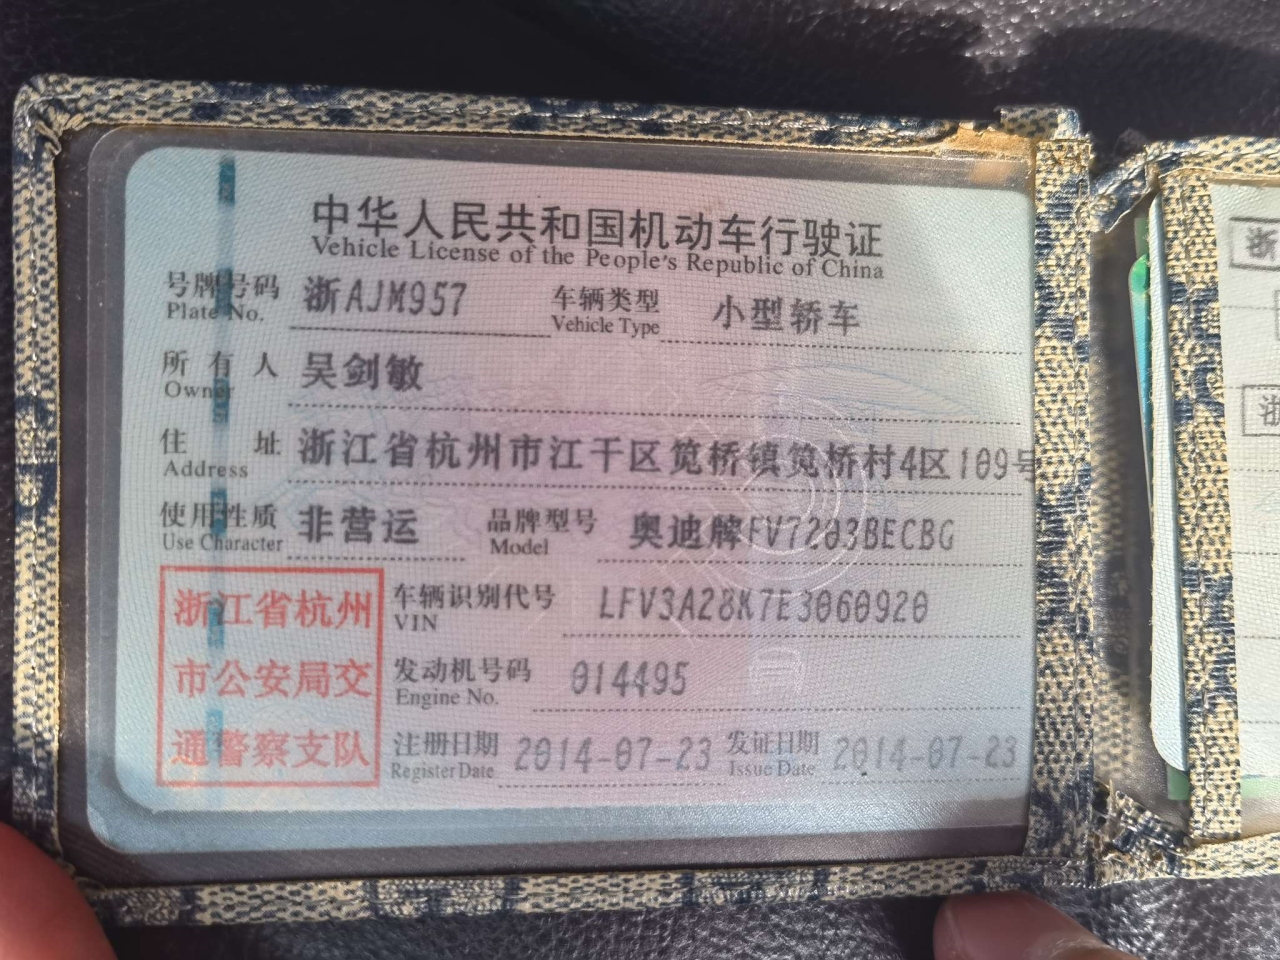 中华人民共和国机动车行驶证
Vehicle License of the People's Republic of China
号牌号码 浙AJM957 车辆类型 小型轿车
Plate No. Vehicle Type
所有人 吴剑敏
Owner
住址 浙江省杭州市江干区笕桥镇笕桥村4区109号
Address
使用性质 非营运 品牌型号 奥迪牌FV7203BECBG
Use Character Model
浙江省杭州
市公安局交
通警察支队
车辆识别代号 LFV3A28K7E3060920
VIN
发动机号码 014495
Engine No.
注册日期 2014-07-23 发证日期 2014-07-23
Register Date Issue Date
浙
浙